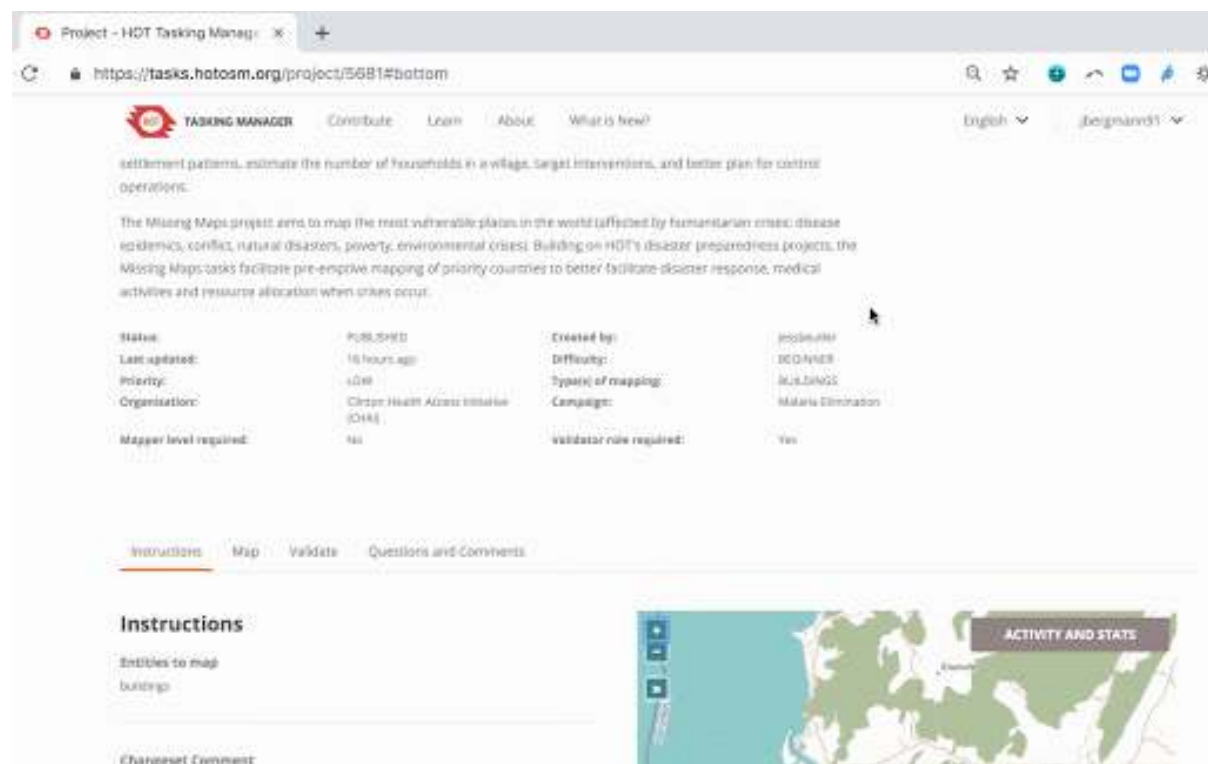 Project - HOT Tasking Manag
https://tasks.hotosm.org/project/5681#bottom
TASKING MANAGER Contribute Learn About What is New? English
settlement patterns, estimate the number of households in a village, target interventions, and better plan for control
operations.
The Missing Maps project aims to map the most vulnerable places in the world (affected by humanitarian crises: disease
epidemics, conflict, natural disasters, poverty, environmental crises). Building on HOT's disaster preparedness projects, the
Missing Maps tasks facilitate pre-emptive mapping of priority countries to better facilitate disaster response, medical
activities and resource allocation when crises occur.
Status: PUBLISHED Created by:
Last updated: 16 hours ago Difficulty: BEGINNER
Priority: LOW Type(s) of mapping: BUILDINGS
Organisation: Clinton Health Access Initiative Campaign: Malaria Elimination
(CHAI)
Mapper level required: No Validator role required: Yes
Instructions Map Validate Questions and Comments
Instructions
ACTIVITY AND STATS
Entities to map
buildings
Changeset Comment